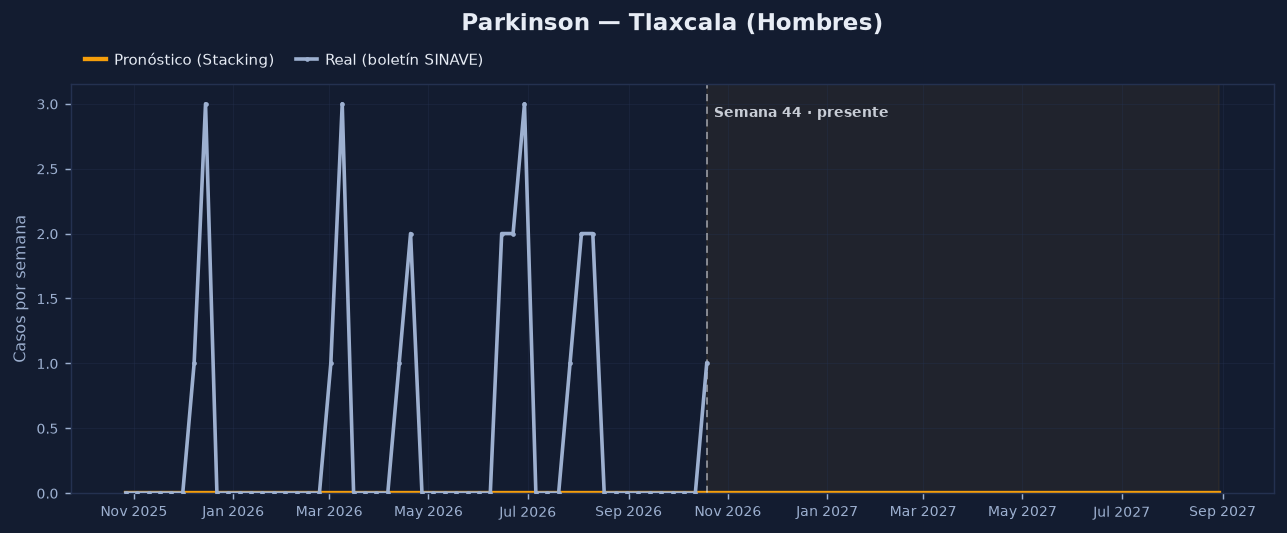 Parkinson — Tlaxcala (Hombres)
Pronóstico (Stacking)
Real (boletín SINAVE)
Semana 44 · presente
Casos por semana
3.0
2.5
2.0
1.5
1.0
0.5
0.0
Nov 2025
Jan 2026
Mar 2026
May 2026
Jul 2026
Sep 2026
Nov 2026
Jan 2027
Mar 2027
May 2027
Jul 2027
Sep 2027